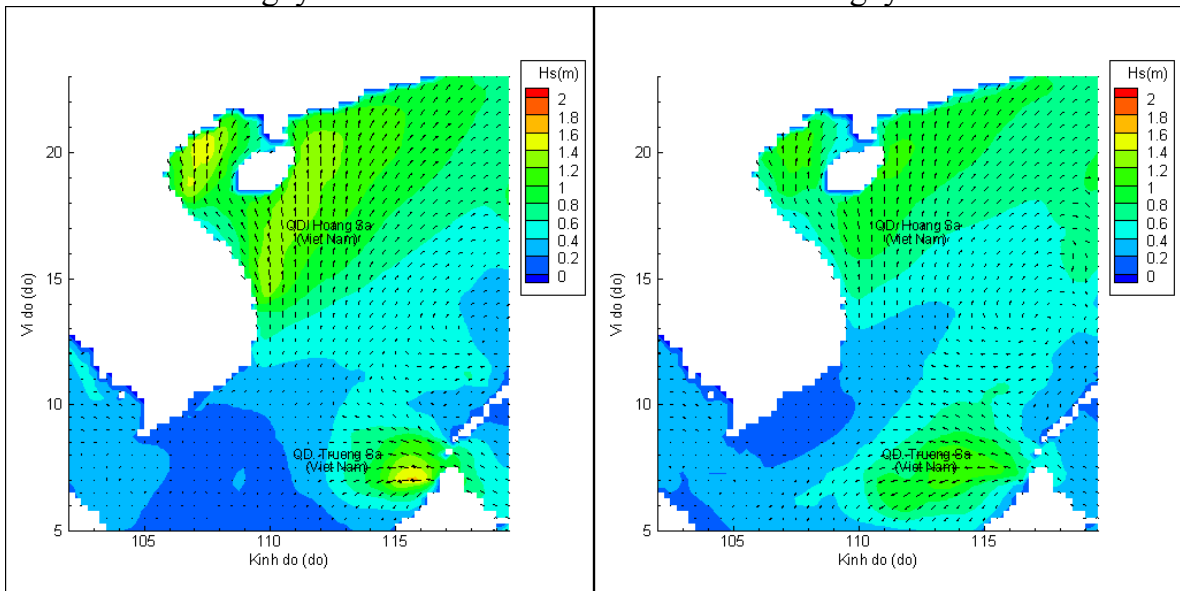 Hs(m)
2
1.8
1.6
1.4
1.2
1
0.8
0.6
0.4
0.2
0
20
15
10
5
Vi do (do)
QD. Hoang Sa
(Viet Nam)
QD. Truong Sa
(Viet Nam)
105
110
115
Kinh do (do)
Hs(m)
2
1.8
1.6
1.4
1.2
1
0.8
0.6
0.4
0.2
0
20
15
10
5
Vi do (do)
QD. Hoang Sa
(Viet Nam)
QD. Truong Sa
(Viet Nam)
105
110
115
Kinh do (do)